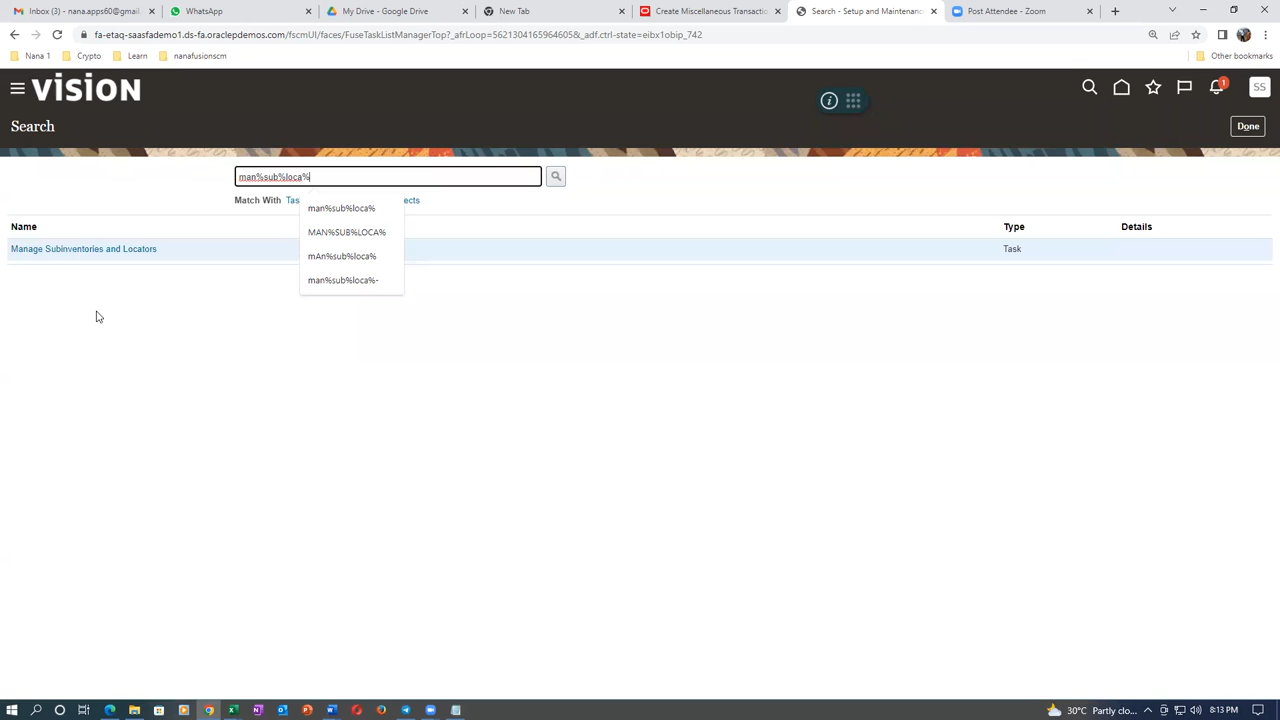 Inbox (3) - nana.apps60@gmail.
WhatsApp
My Drive - Google Drive
New Tab
Create Miscellaneous Transactio
Search - Setup and Maintenanc
Post Attendee - Zoom
fa-etaq-saasfademo1.ds-fa.oraclepdemos.com/fscmUI/faces/FuseTaskListManagerTop?_afrLoop=56213041659464605&_adf.ctrl-state=eibx1obip_742
Nana 1
Crypto
Learn
nanafusionscm
Other bookmarks
VISION
1
SS
Search
Done
man%sub%loca%
Match With Tas
ects
man%sub%loca%
MAN%SUB%LOCA%
mAn%sub%loca%
man%sub%loca%-
Name
Type
Details
Manage Subinventories and Locators
Task
30°C Partly clo...
8:13 PM